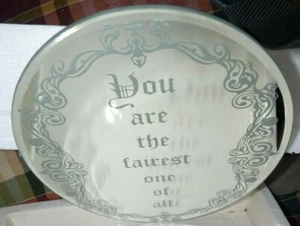 You
are
the
fairest
one
of
all